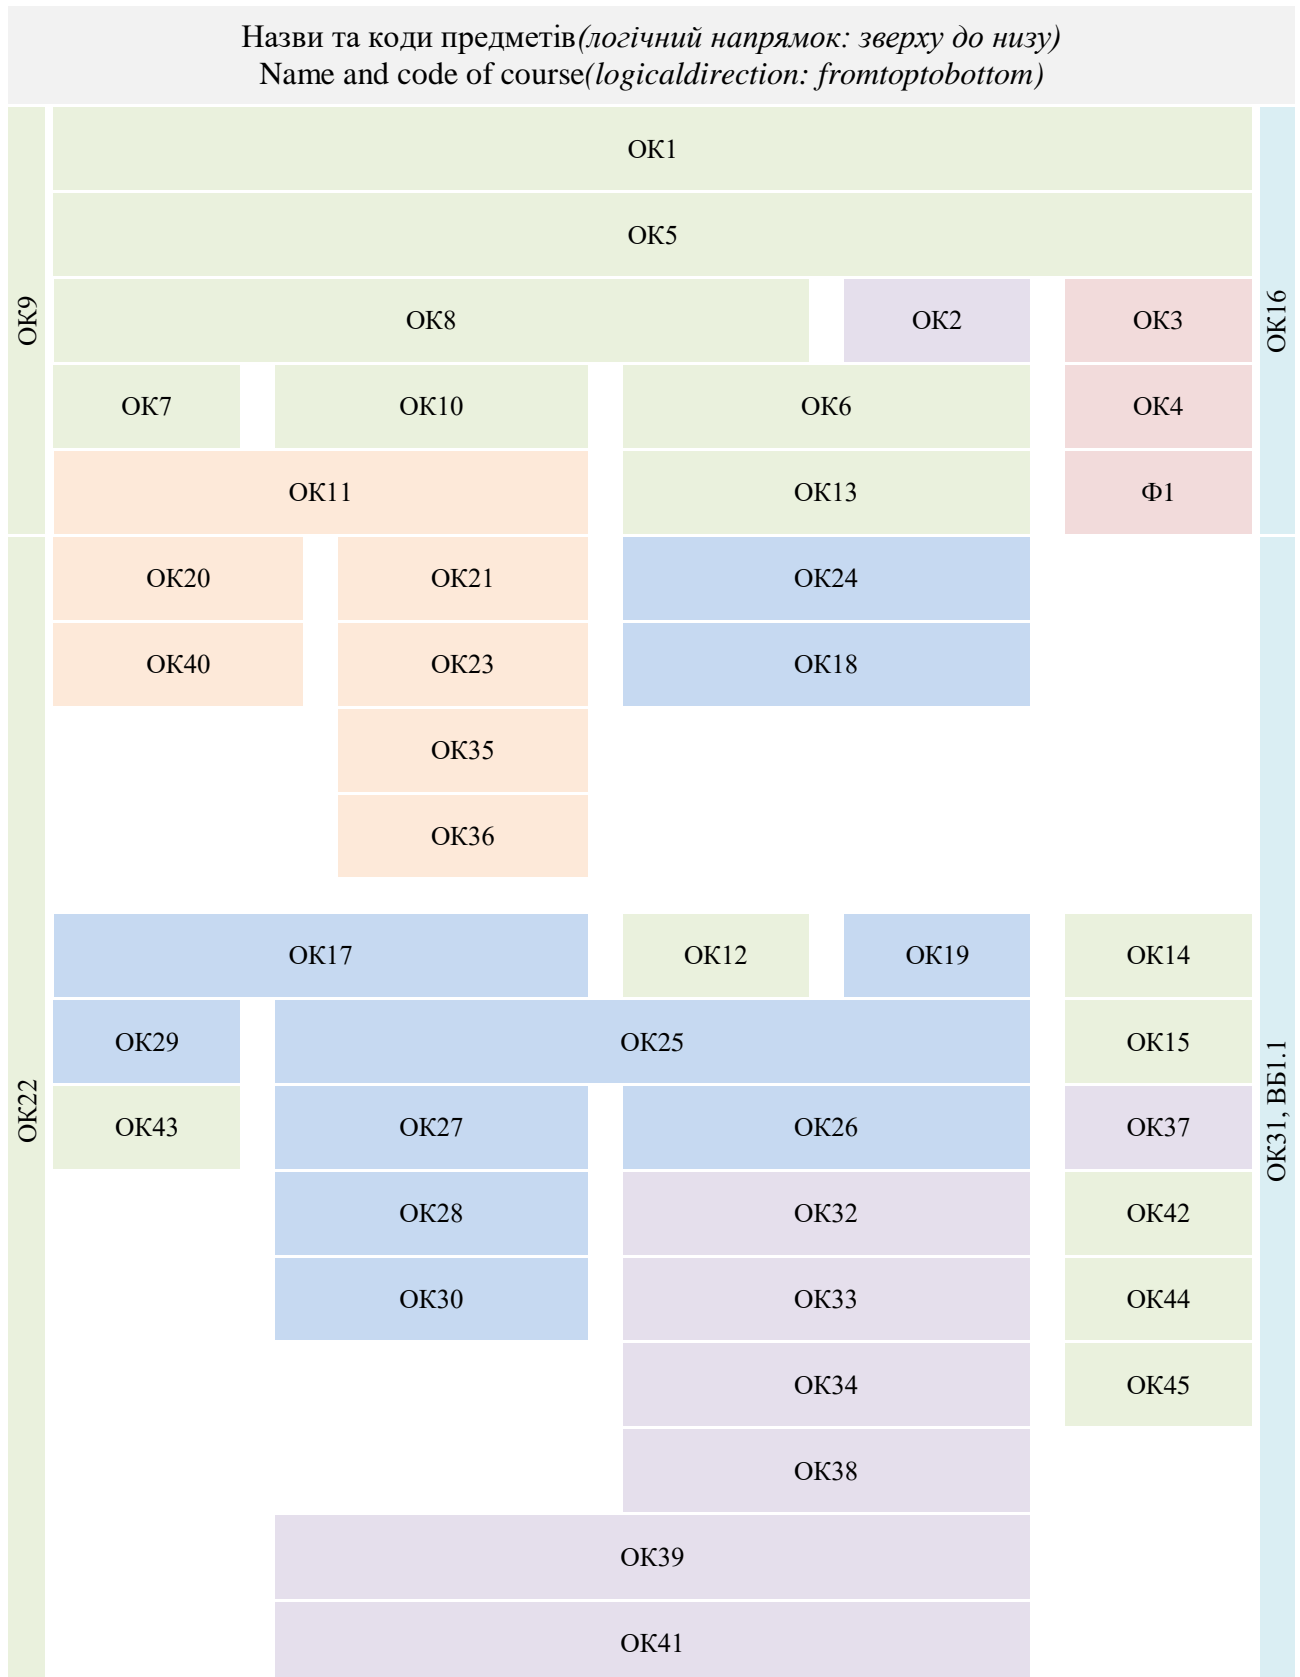 Назви та коди предметів(логічний напрямок: зверху до низу)
Name and code of course(logicaldirection: fromtoptobottom)
ОК9
ОК1
ОК16
ОК5
ОК8
ОК2
ОК3
ОК7
ОК10
ОК6
ОК4
ОК11
ОК13
Ф1
ОК22
ОК20
ОК21
ОК24
ОК31, ВБ1.1
ОК40
ОК23
ОК18
ОК35
ОК36
ОК17
ОК12
ОК19
ОК14
ОК29
ОК25
ОК15
ОК43
ОК27
ОК26
ОК37
ОК28
ОК32
ОК42
ОК30
ОК33
ОК44
ОК34
ОК45
ОК38
ОК39
ОК41